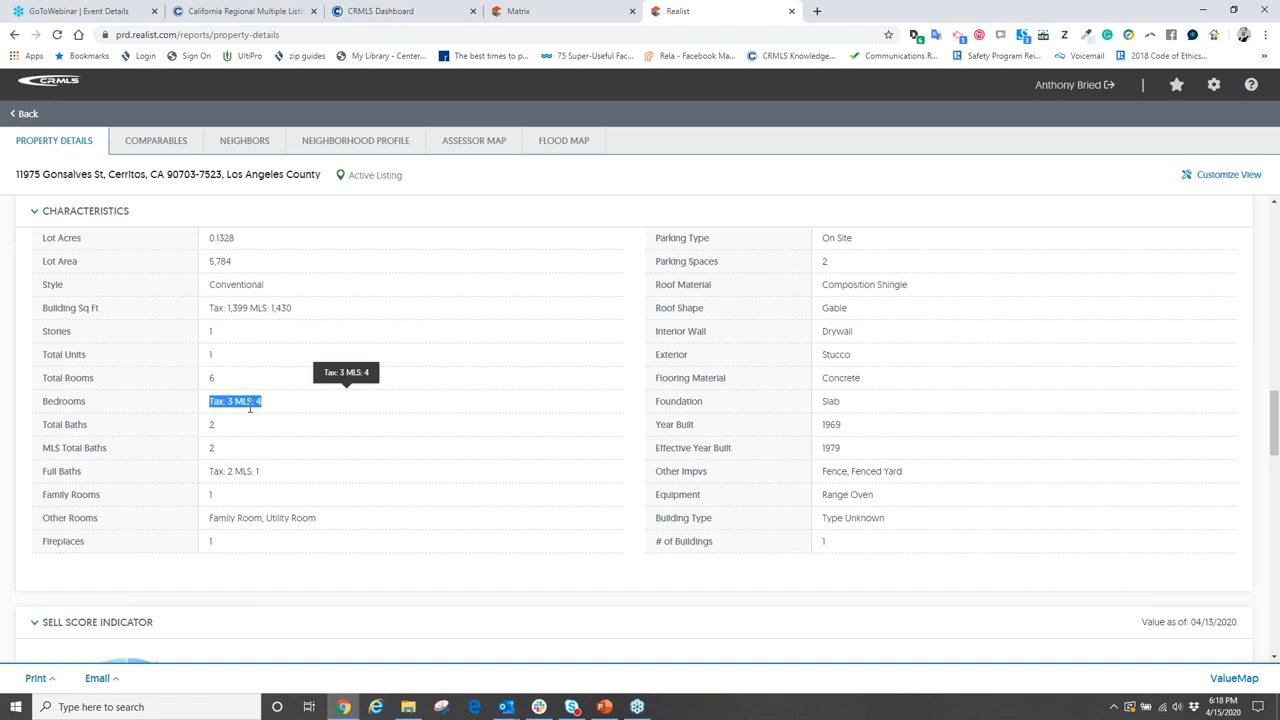 GoToWebinar | Event Details
California Regional Multiple Listi
CRMLS Dashboard
Matrix
Realist
prd.realist.com/reports/property-details
Apps
Bookmarks
Login
Sign On
UltiPro
zip guides
My Library - Center...
The best times to p...
75 Super-Useful Fac...
Rela - Facebook Ma...
CRMLS Knowledge...
Communications R...
Safety Program Rei...
Voicemail
2018 Code of Ethics...
CRMLS
Anthony Bried
Back
PROPERTY DETAILS
COMPARABLES
NEIGHBORS
NEIGHBORHOOD PROFILE
ASSESSOR MAP
FLOOD MAP
11975 Gonsalves St, Cerritos, CA 90703-7523, Los Angeles County
Active Listing
Customize View
CHARACTERISTICS
Lot Acres 0.1328
Lot Area 5,784
Style Conventional
Building Sq Ft Tax: 1,399 MLS: 1,430
Stories 1
Total Units 1
Total Rooms 6
Tax: 3 MLS: 4
Bedrooms Tax: 3 MLS: 4
Total Baths 2
MLS Total Baths 2
Full Baths Tax: 2 MLS: 1
Family Rooms 1
Other Rooms Family Room, Utility Room
Fireplaces 1
Parking Type On Site
Parking Spaces 2
Roof Material Composition Shingle
Roof Shape Gable
Interior Wall Drywall
Exterior Stucco
Flooring Material Concrete
Foundation Slab
Year Built 1969
Effective Year Built 1979
Other Impvs Fence, Fenced Yard
Equipment Range Oven
Building Type Type Unknown
# of Buildings 1
SELL SCORE INDICATOR
Value as of: 04/13/2020
Print
Email
ValueMap
Type here to search
6:18 PM
4/15/2020